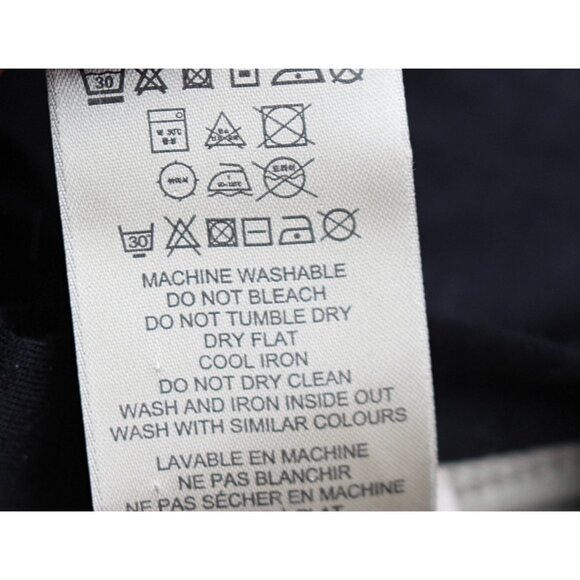 30
30
MACHINE WASHABLE
DO NOT BLEACH
DO NOT TUMBLE DRY
DRY FLAT
COOL IRON
DO NOT DRY CLEAN
WASH AND IRON INSIDE OUT
WASH WITH SIMILAR COLOURS
LAVABLE EN MACHINE
NE PAS BLANCHIR
NE PAS SÉCHER EN MACHINE